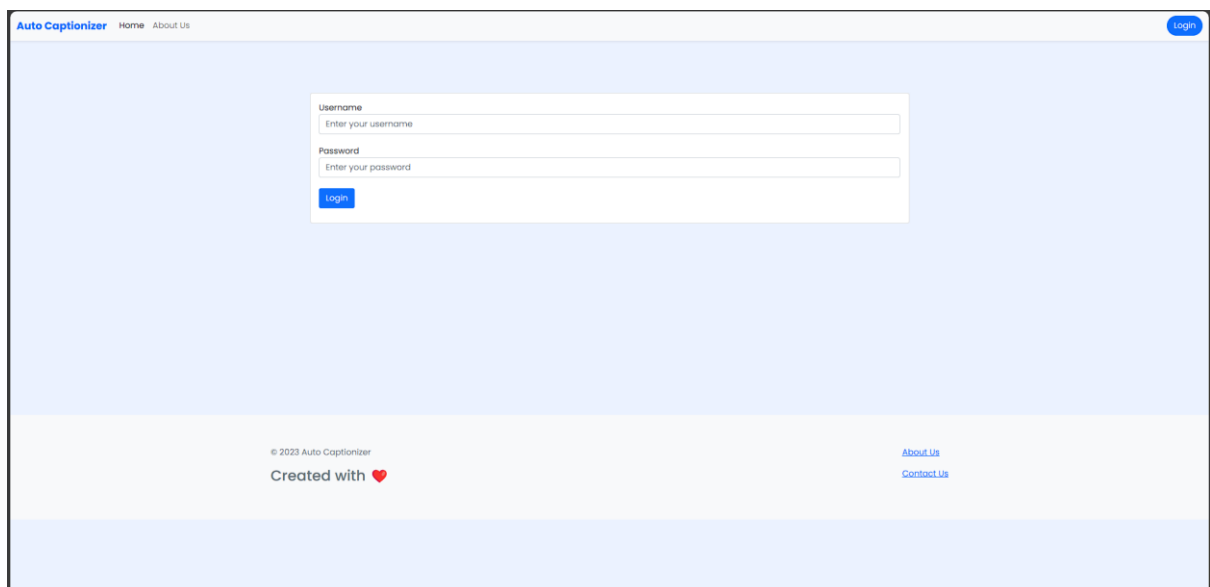 Auto Captionizer Home About Us Login
Username
Enter your username
Password
Enter your password
Login
© 2023 Auto Captionizer About Us
Created with ❤️ Contact Us